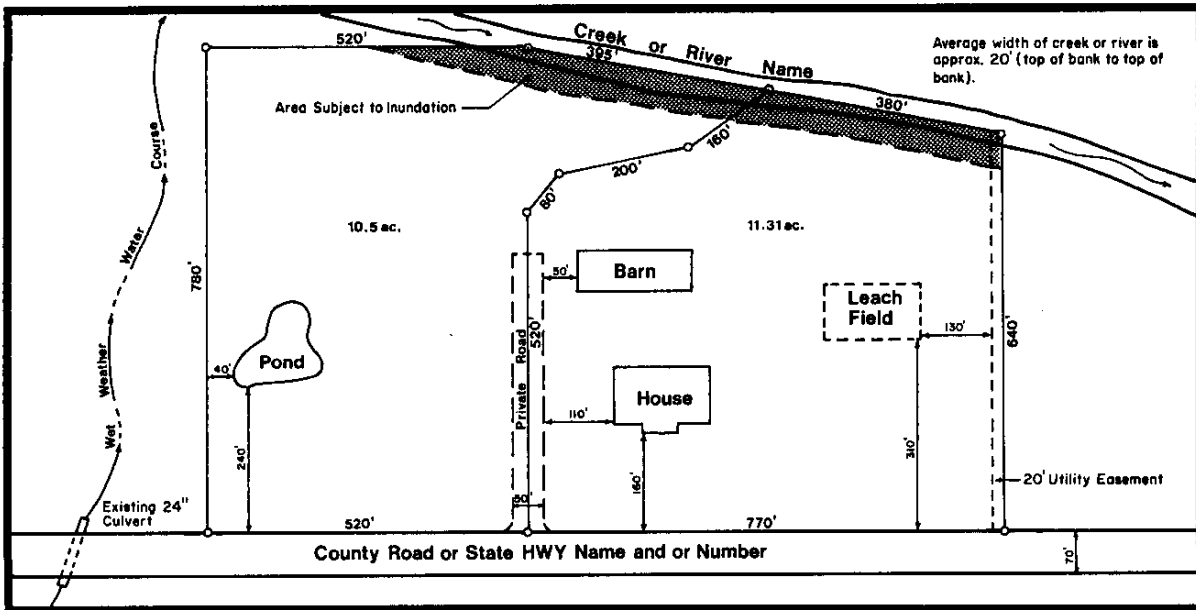 520'
Creek or River Name
395'
Average width of creek or river is
approx. 20' (top of bank to top of
bank).
Area Subject to Inundation
380'
160'
200'
80'
Wet Weather Water Course
10.5 ac.
11.31 ac.
780'
50'
Barn
Leach
Field
130'
640'
Pond
40'
Private Road
520'
House
110'
240'
160'
310'
20' Utility Easement
Existing 24"
Culvert
520'
770'
County Road or State HWY Name and or Number
70'